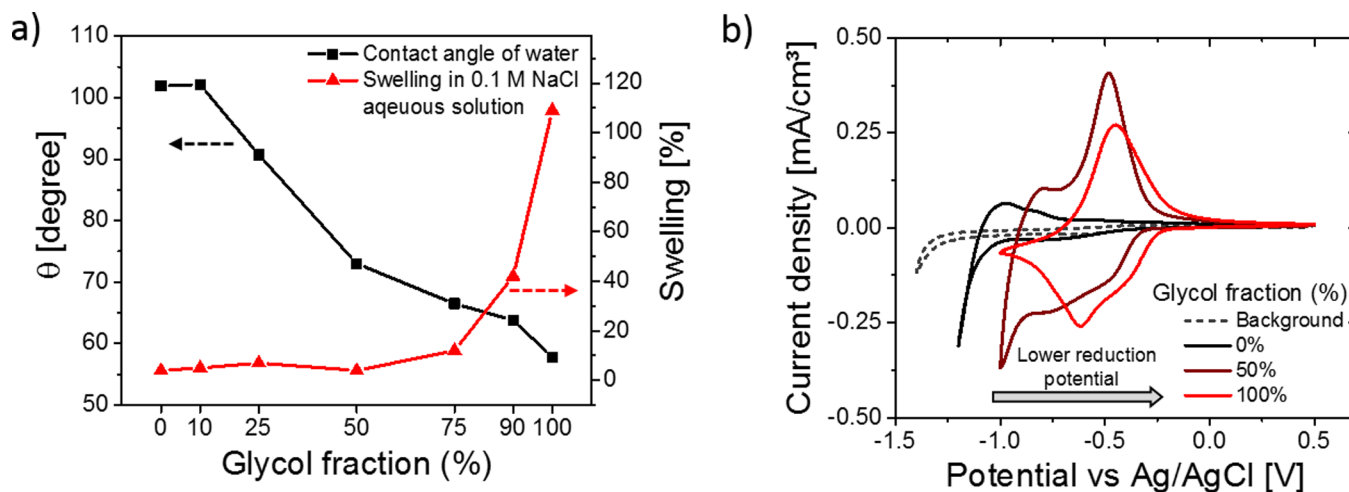 a)
110
100
90
80
70
60
50
θ [degree]
Contact angle of water
Swelling in 0.1 M NaCl
aqeuous solution
120
100
80
60
40
20
0
Swelling [%]
0 10 25 50 75 90 100
Glycol fraction (%)
b)
0.50
0.25
0.00
-0.25
-0.50
Current density [mA/cm³]
Glycol fraction (%)
Background
0%
50%
100%
Lower reduction
potential
-1.5 -1.0 -0.5 0.0 0.5
Potential vs Ag/AgCl [V]